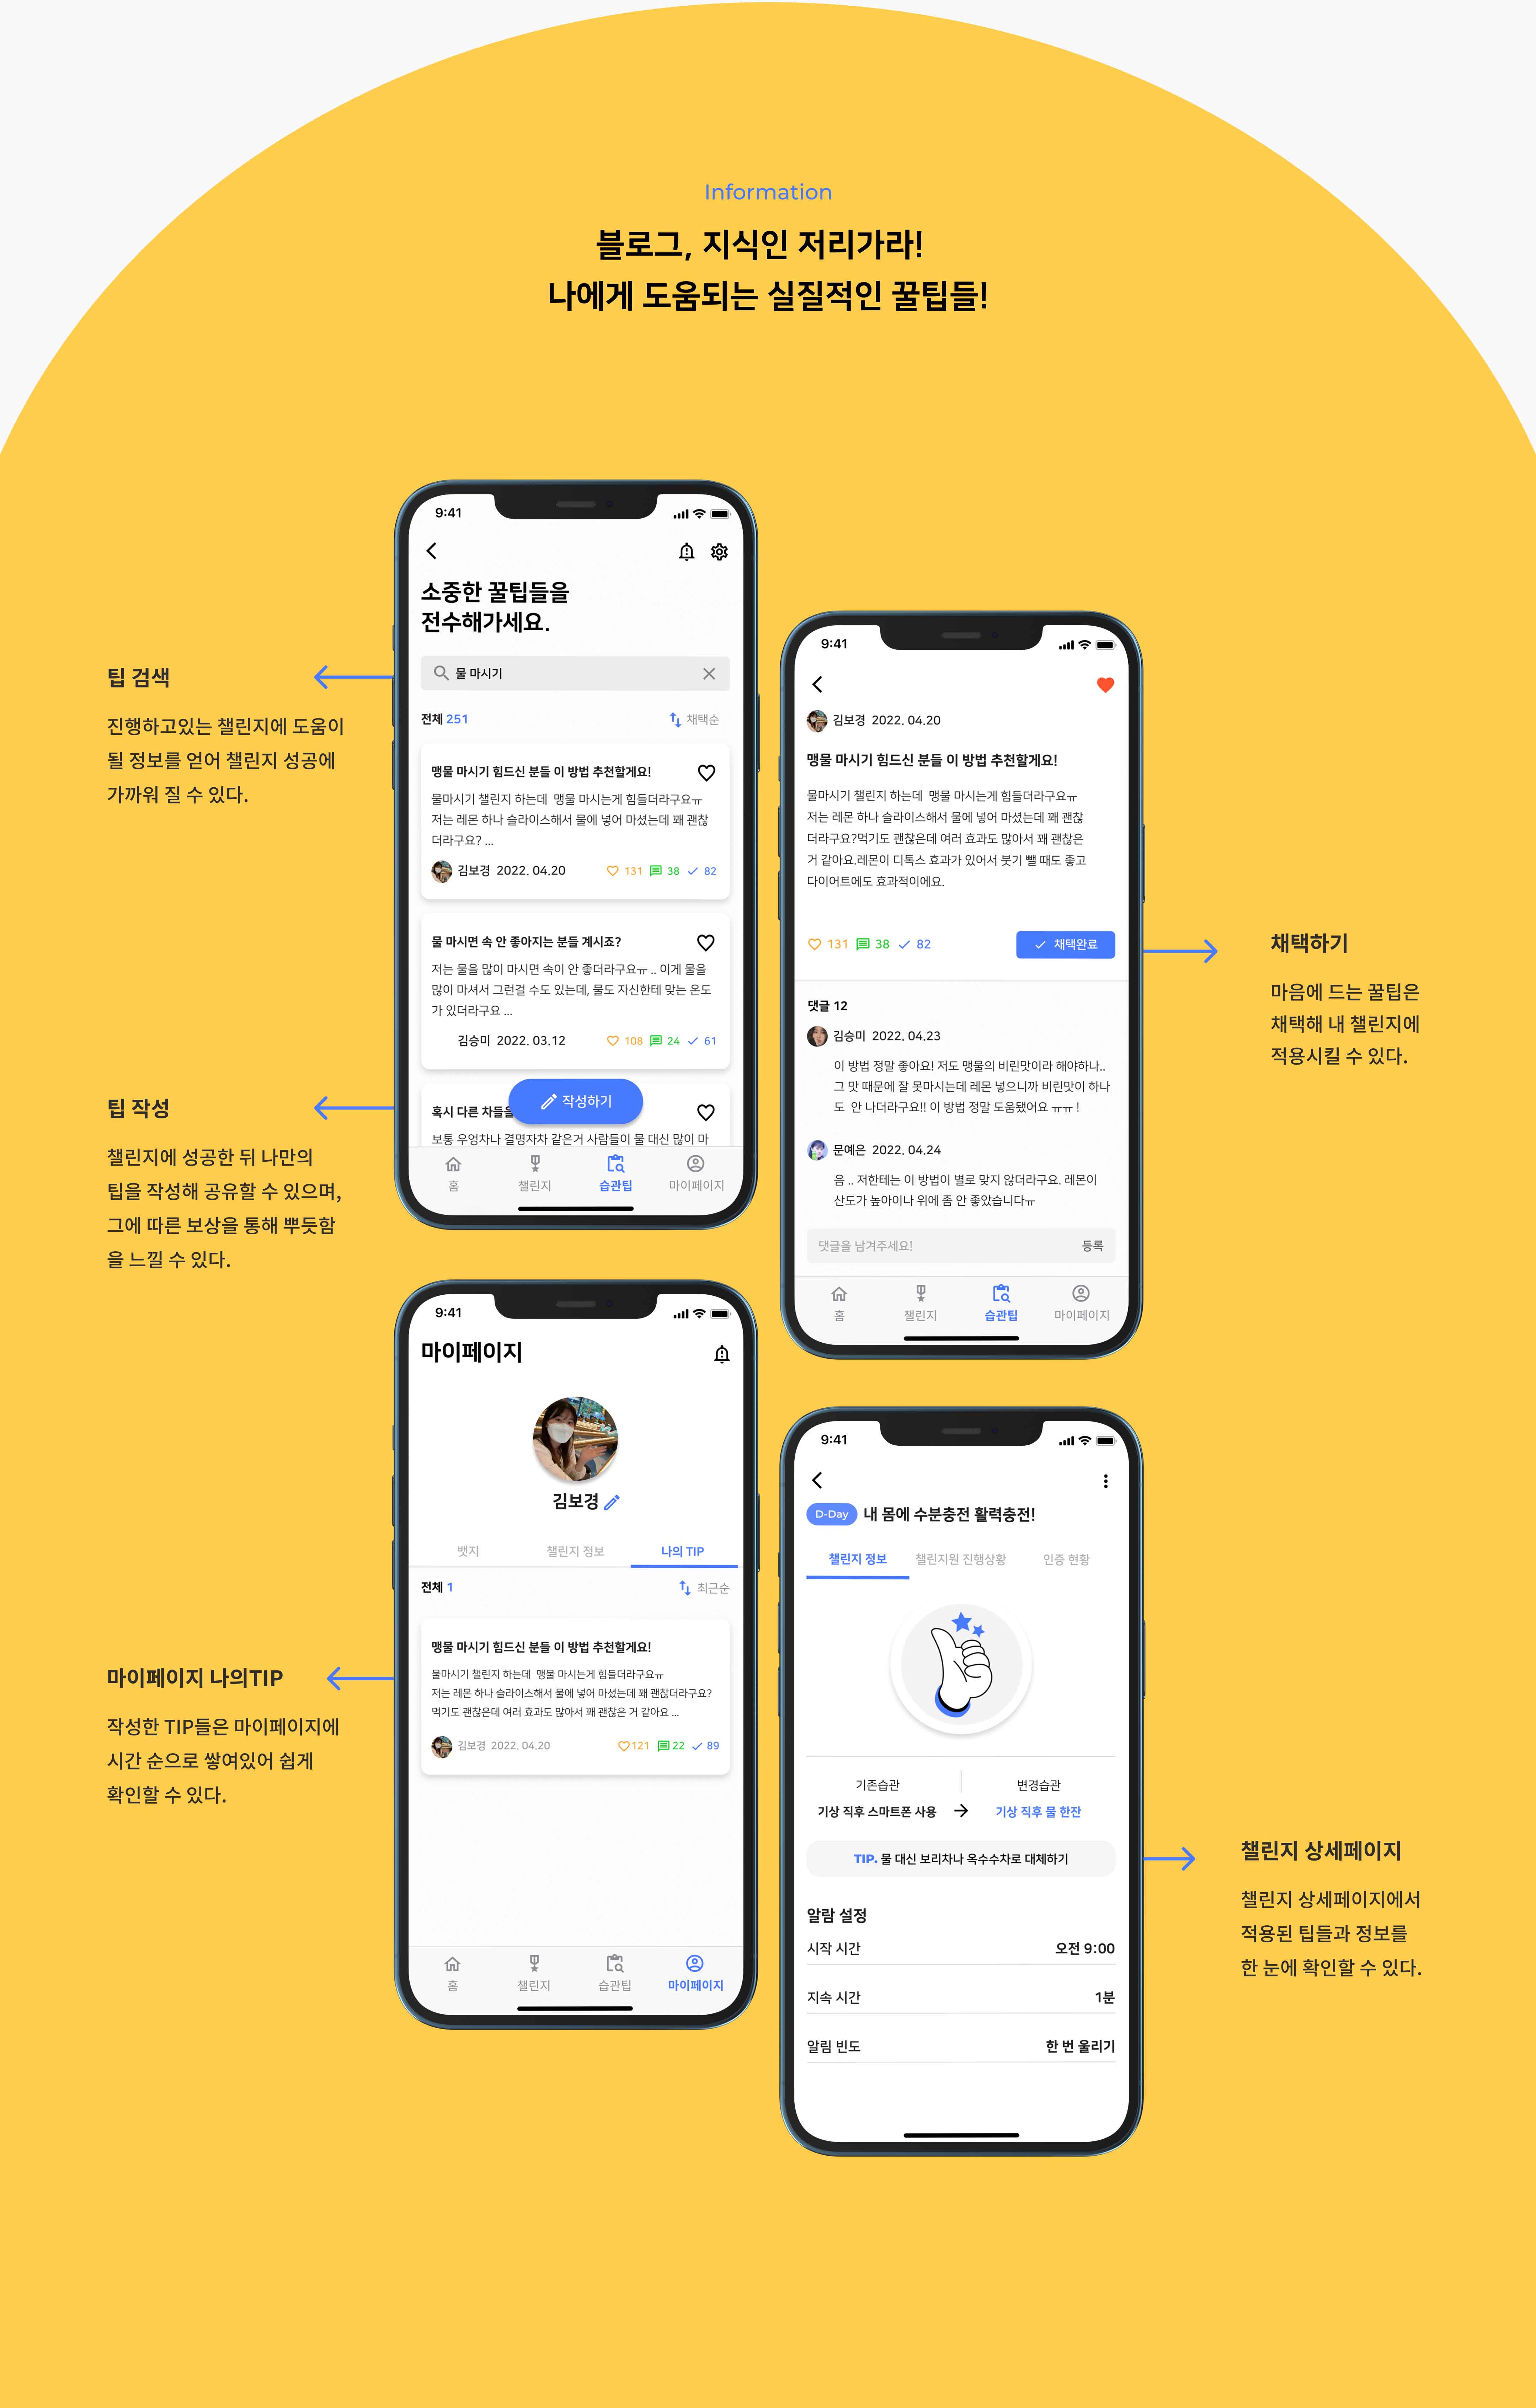 Information
블로그, 지식인 저리가라!
나에게 도움되는 실질적인 꿀팁들!
9:41
소중한 꿀팁들을
전수해가세요.
물 마시기
전체 251
채택순
맹물 마시기 힘드신 분들 이 방법 추천할게요!
물마시기 챌린지 하는데 맹물 마시는게 힘들더라구요ㅠ
저는 레몬 하나 슬라이스해서 물에 넣어 마셨는데 꽤 괜찮
더라구요? ...
김보경 2022. 04.20
131 38 82
물 마시면 속 안 좋아지는 분들 계시죠?
저는 물을 많이 마시면 속이 안 좋더라구요ㅠ .. 이게 물을
많이 마셔서 그런걸 수도 있는데, 물도 자신한테 맞는 온도
가 있더라구요 ...
김승미 2022. 03.12
108 24 61
혹시 다른 차들을
작성하기
보통 우엉차나 결명자차 같은거 사람들이 물 대신 많이 마
홈 챌린지 습관팁 마이페이지
팁 검색
진행하고있는 챌린지에 도움이
될 정보를 얻어 챌린지 성공에
가까워 질 수 있다.
팁 작성
챌린지에 성공한 뒤 나만의
팁을 작성해 공유할 수 있으며,
그에 따른 보상을 통해 뿌듯함
을 느낄 수 있다.
9:41
김보경 2022. 04.20
맹물 마시기 힘드신 분들 이 방법 추천할게요!
물마시기 챌린지 하는데 맹물 마시는게 힘들더라구요ㅠ
저는 레몬 하나 슬라이스해서 물에 넣어 마셨는데 꽤 괜찮
더라구요?먹기도 괜찮은데 여러 효과도 많아서 꽤 괜찮은
거 같아요.레몬이 디톡스 효과가 있어서 붓기 뺄 때도 좋고
다이어트에도 효과적이에요.
131 38 82
채택완료
댓글 12
김승미 2022. 04.23
이 방법 정말 좋아요! 저도 맹물의 비린맛이라 해야하나..
그 맛 때문에 잘 못마시는데 레몬 넣으니까 비린맛이 하나
도 안 나더라구요!! 이 방법 정말 도움됐어요 ㅠㅠ !
문예은 2022. 04.24
음 .. 저한테는 이 방법이 별로 맞지 않더라구요. 레몬이
산도가 높아이나 위에 좀 안 좋았습니다ㅠ
댓글을 남겨주세요!
등록
홈 챌린지 습관팁 마이페이지
채택하기
마음에 드는 꿀팁은
채택해 내 챌린지에
적용시킬 수 있다.
9:41
마이페이지
김보경
뱃지 챌린지 정보 나의 TIP
전체 1
최근순
맹물 마시기 힘드신 분들 이 방법 추천할게요!
물마시기 챌린지 하는데 맹물 마시는게 힘들더라구요ㅠ
저는 레몬 하나 슬라이스해서 물에 넣어 마셨는데 꽤 괜찮더라구요?
먹기도 괜찮은데 여러 효과도 많아서 꽤 괜찮은 거 같아요 ...
김보경 2022. 04.20
121 22 89
홈 챌린지 습관팁 마이페이지
마이페이지 나의TIP
작성한 TIP들은 마이페이지에
시간 순으로 쌓여있어 쉽게
확인할 수 있다.
9:41
D-Day 내 몸에 수분충전 활력충전!
챌린지 정보 챌린지원 진행상황 인증 현황
기존습관 변경습관
기상 직후 스마트폰 사용 기상 직후 물 한잔
TIP. 물 대신 보리차나 옥수수차로 대체하기
알람 설정
시작 시간 오전 9:00
지속 시간 1분
알림 빈도 한 번 울리기
챌린지 상세페이지
챌린지 상세페이지에서
적용된 팁들과 정보를
한 눈에 확인할 수 있다.